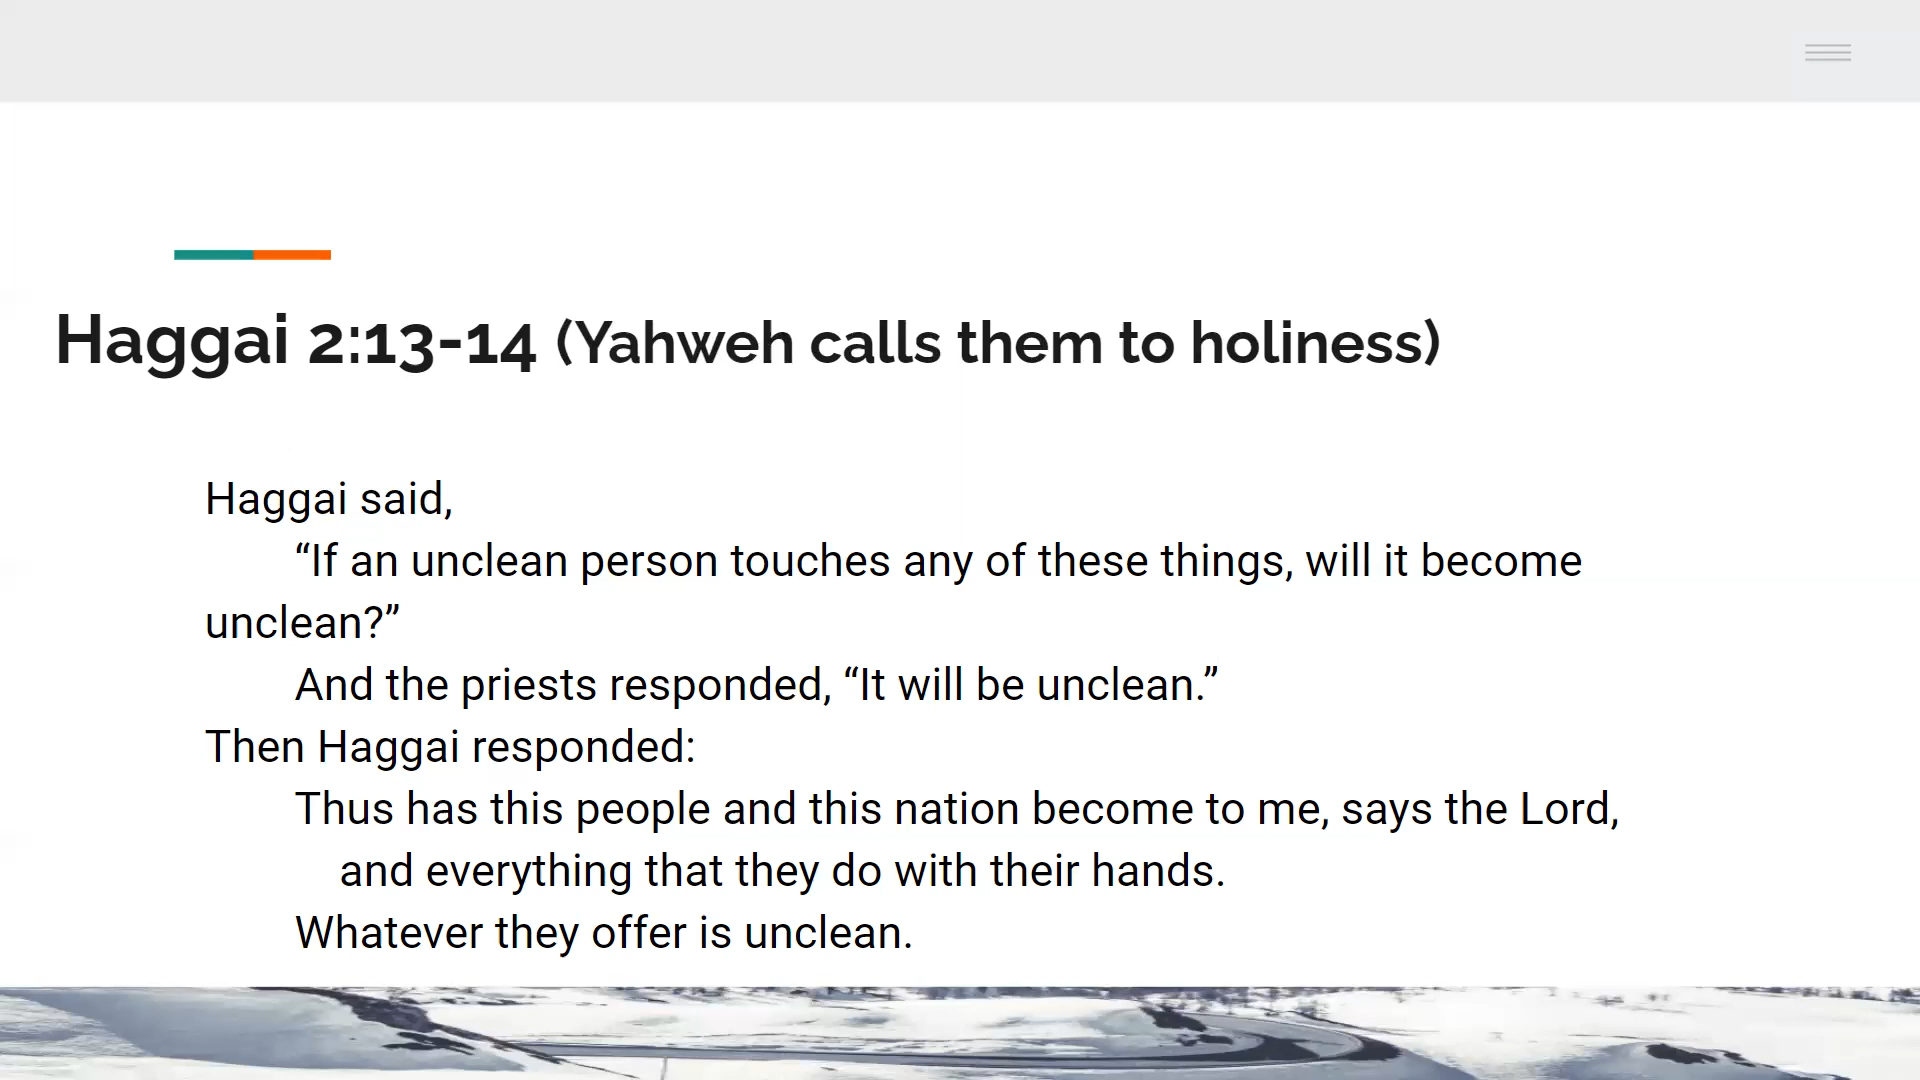 Haggai 2:13-14 (Yahweh calls them to holiness)
Haggai said,
“If an unclean person touches any of these things, will it become
unclean?”
And the priests responded, “It will be unclean.”
Then Haggai responded:
Thus has this people and this nation become to me, says the Lord,
and everything that they do with their hands.
Whatever they offer is unclean.